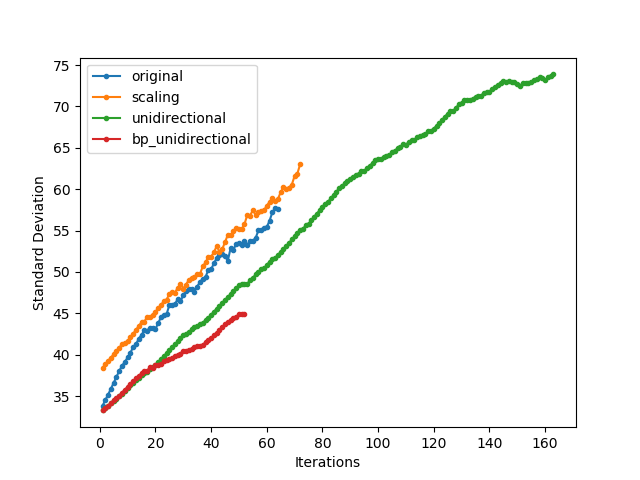 original
scaling
unidirectional
bp_unidirectional
Standard Deviation
75
70
65
60
55
50
45
40
35
0 20 40 60 80 100 120 140 160
Iterations